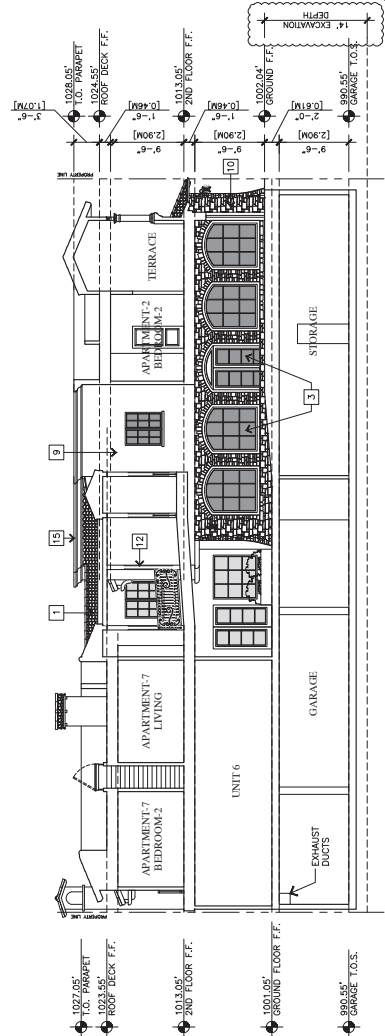 1027.05'
T.O. PARAPET
1023.55'
ROOF DECK F.F.
1013.05'
2ND FLOOR F.F.
1001.05'
GROUND FLOOR F.F.
990.55'
GARAGE T.O.S.
PROPERTY LINE
1
15
9
12
APARTMENT-7
BEDROOM-2
APARTMENT-7
LIVING
APARTMENT-2
BEDROOM-2
TERRACE
UNIT 6
10
3
EXHAUST
DUCTS
GARAGE
STORAGE
PROPERTY LINE
3'-6"
[1.07M]
1'-6"
[0.46M]
9'-6"
[2.90M]
1'-6"
[0.46M]
9'-6"
[2.90M]
2'-0"
[0.61M]
9'-6"
[2.90M]
1028.05'
T.O. PARAPET
1024.55'
ROOF DECK F.F.
1013.05'
2ND FLOOR F.F.
1002.04'
GROUND F.F.
990.55'
GARAGE T.O.S.
14' EXCAVATION
DEPTH